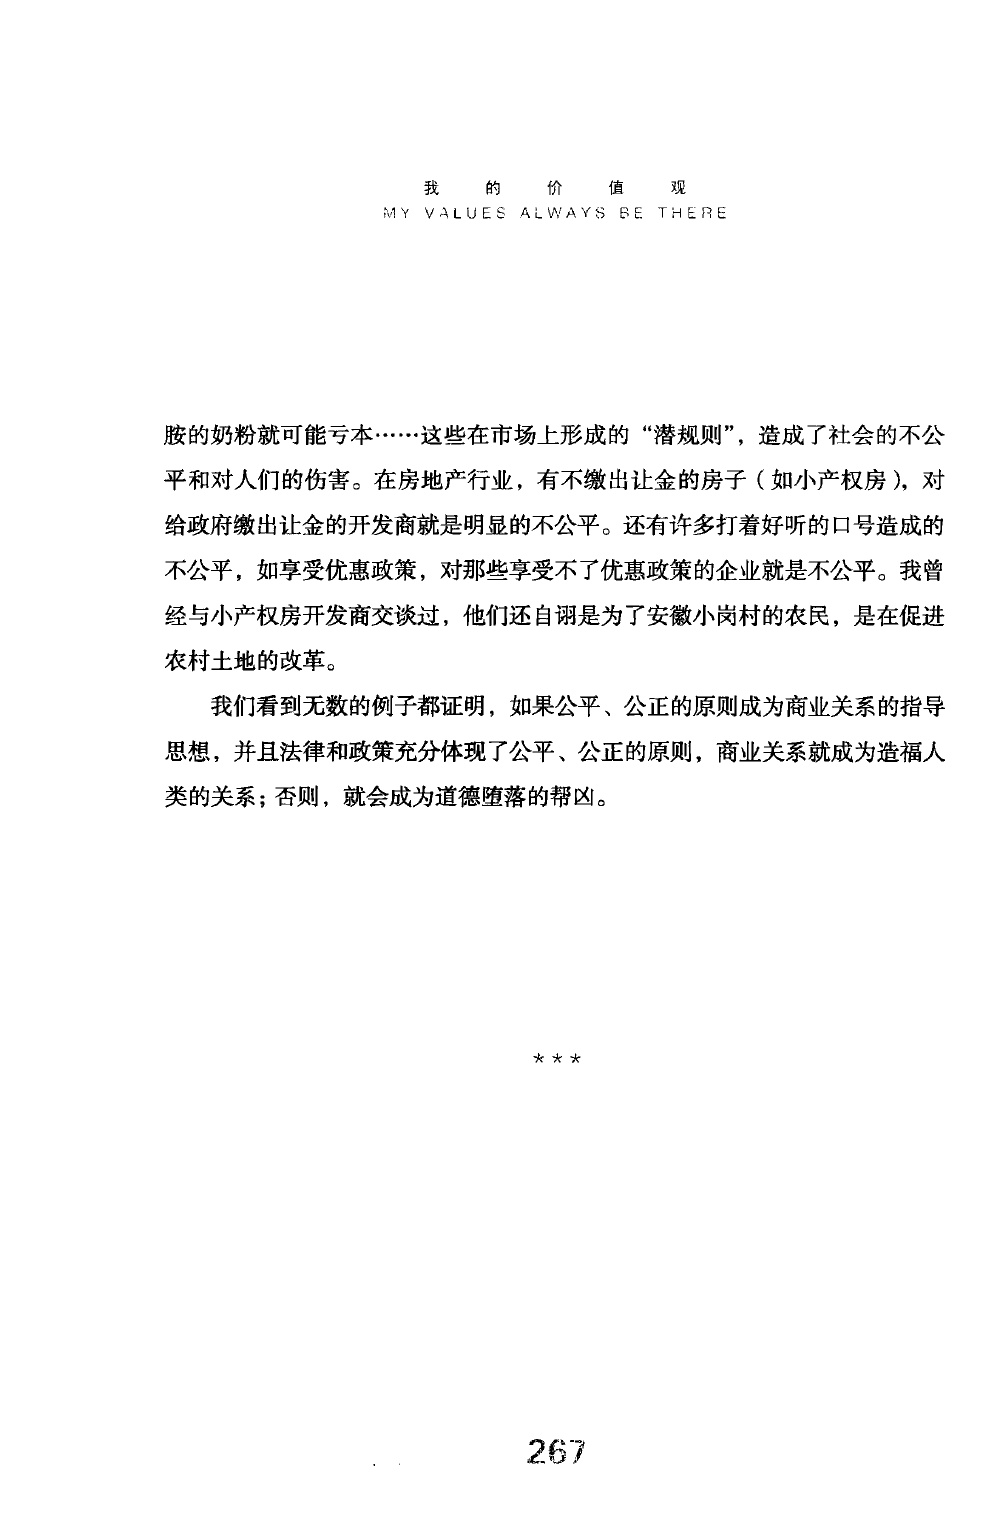 我的价值观
MY VALUES ALWAYS BE THERE
胺的奶粉就可能亏本……这些在市场上形成的“潜规则”，造成了社会的不公
平和对人们的伤害。在房地产行业，有不缴出让金的房子（如小产权房），对
给政府缴出让金的开发商就是明显的不公平。还有许多打着好听的口号造成的
不公平，如享受优惠政策，对那些享受不了优惠政策的企业就是不公平。我曾
经与小产权房开发商交谈过，他们还自诩是为了安徽小岗村的农民，是在促进
农村土地的改革。
我们看到无数的例子都证明，如果公平、公正的原则成为商业关系的指导
思想，并且法律和政策充分体现了公平、公正的原则，商业关系就成为造福人
类的关系；否则，就会成为道德堕落的帮凶。
***
267